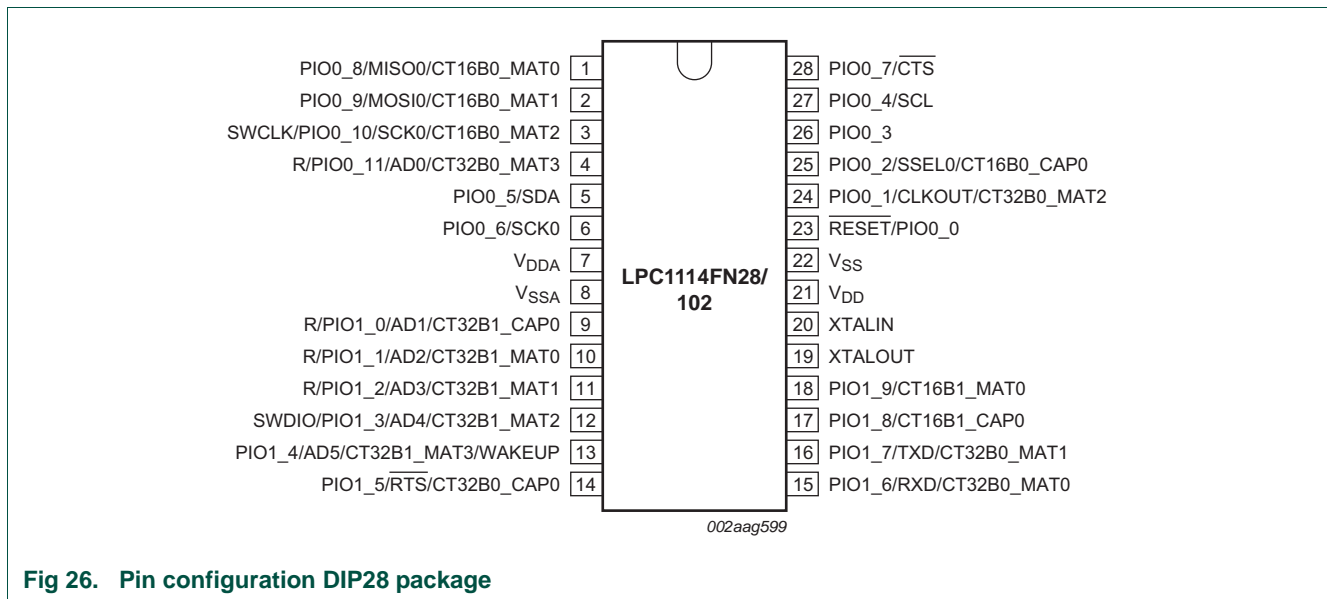 PIO0_8/MISO0/CT16B0_MAT0 1
PIO0_9/MOSI0/CT16B0_MAT1 2
SWCLK/PIO0_10/SCK0/CT16B0_MAT2 3
R/PIO0_11/AD0/CT32B0_MAT3 4
PIO0_5/SDA 5
PIO0_6/SCK0 6
VDDA 7
VSSA 8
R/PIO1_0/AD1/CT32B1_CAP0 9
R/PIO1_1/AD2/CT32B1_MAT0 10
R/PIO1_2/AD3/CT32B1_MAT1 11
SWDIO/PIO1_3/AD4/CT32B1_MAT2 12
PIO1_4/AD5/CT32B1_MAT3/WAKEUP 13
PIO1_5/RTS/CT32B0_CAP0 14
LPC1114FN28/
102
28 PIO0_7/CTS
27 PIO0_4/SCL
26 PIO0_3
25 PIO0_2/SSEL0/CT16B0_CAP0
24 PIO0_1/CLKOUT/CT32B0_MAT2
23 RESET/PIO0_0
22 VSS
21 VDD
20 XTALIN
19 XTALOUT
18 PIO1_9/CT16B1_MAT0
17 PIO1_8/CT16B1_CAP0
16 PIO1_7/TXD/CT32B0_MAT1
15 PIO1_6/RXD/CT32B0_MAT0
002aag599
Fig 26. Pin configuration DIP28 package